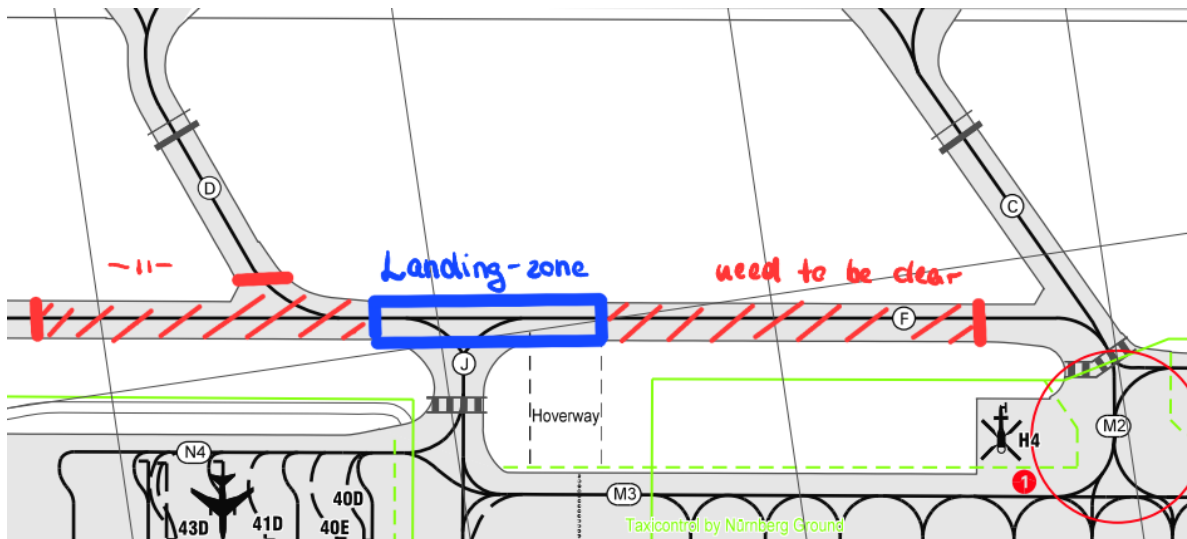 D
C
-11-
Landing-zone
need to be clear
F
J
Hoverway
H
H4
M2
N4
1
M3
40D
43D
41D
40E
Taxicontrol by Nürnberg Ground